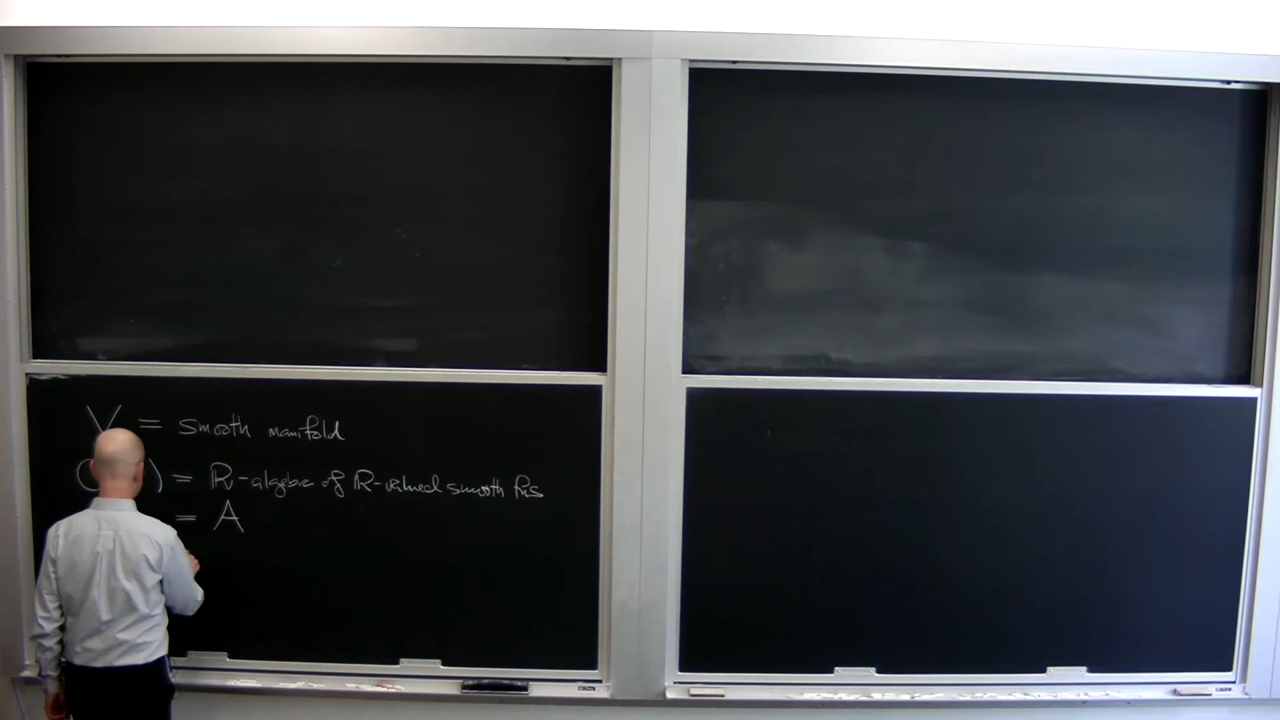 V = smooth manifold
C ) = ℝ-algebra of ℝ-valued smooth fns
= A